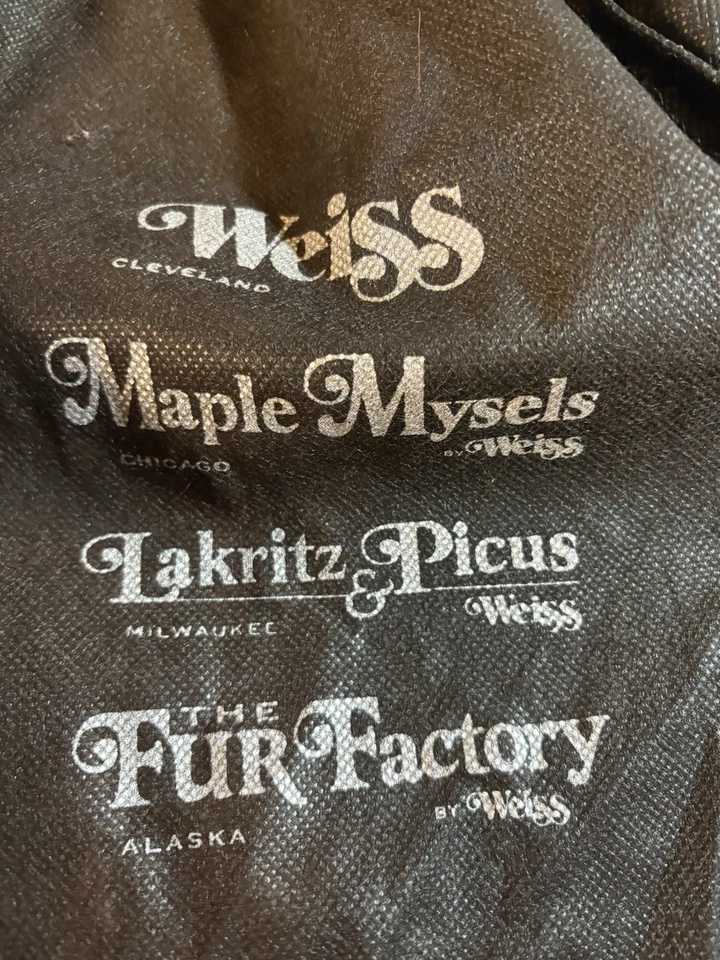 Weiss
CLEVELAND
Maple Mysels
BY Weiss
CHICAGO
Lakritz & Picus
Weiss
MILWAUKEE
THE
FUR Factory
BY Weiss
ALASKA